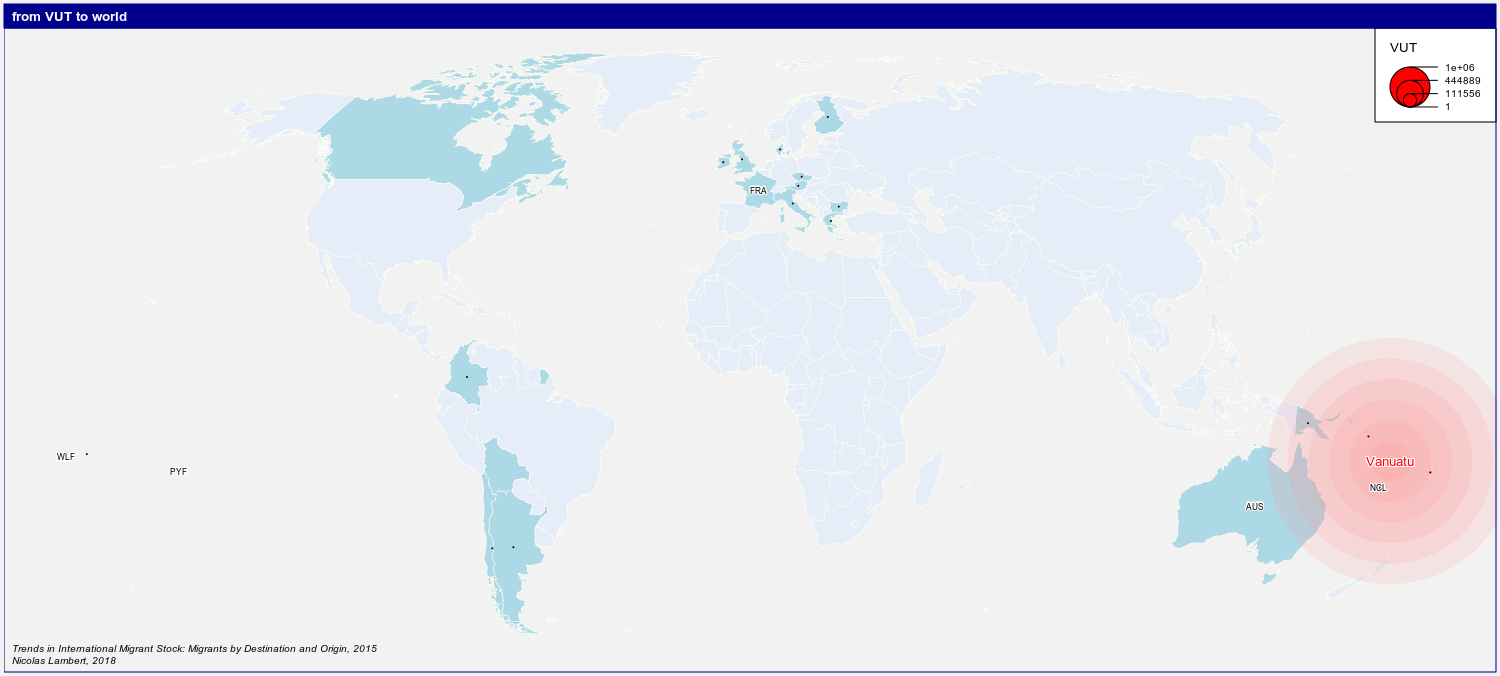 from VUT to world
VUT
1e+06
444889
111556
1
FRA
WLF
PYF
Vanuatu
NCL
AUS
Trends in International Migrant Stock: Migrants by Destination and Origin, 2015
Nicolas Lambert, 2018